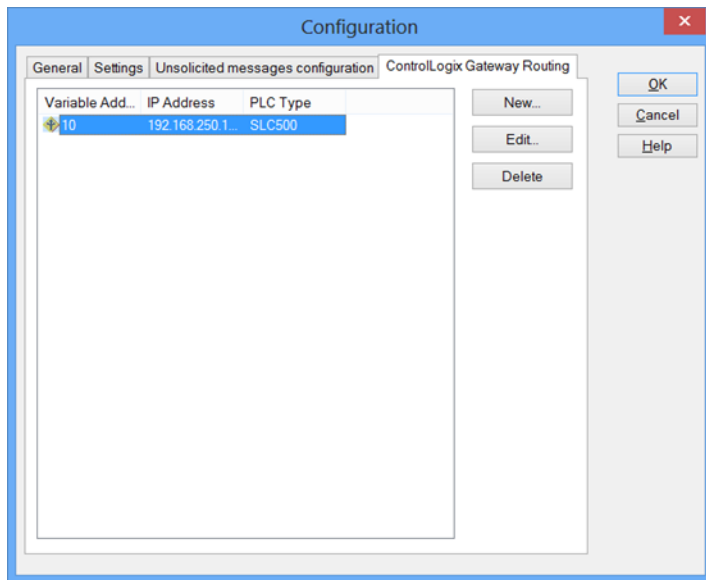 Configuration
General Settings Unsolicited messages configuration ControlLogix Gateway Routing
Variable Add... IP Address PLC Type
10 192.168.250.1... SLC500
New...
Edit...
Delete
OK
Cancel
Help